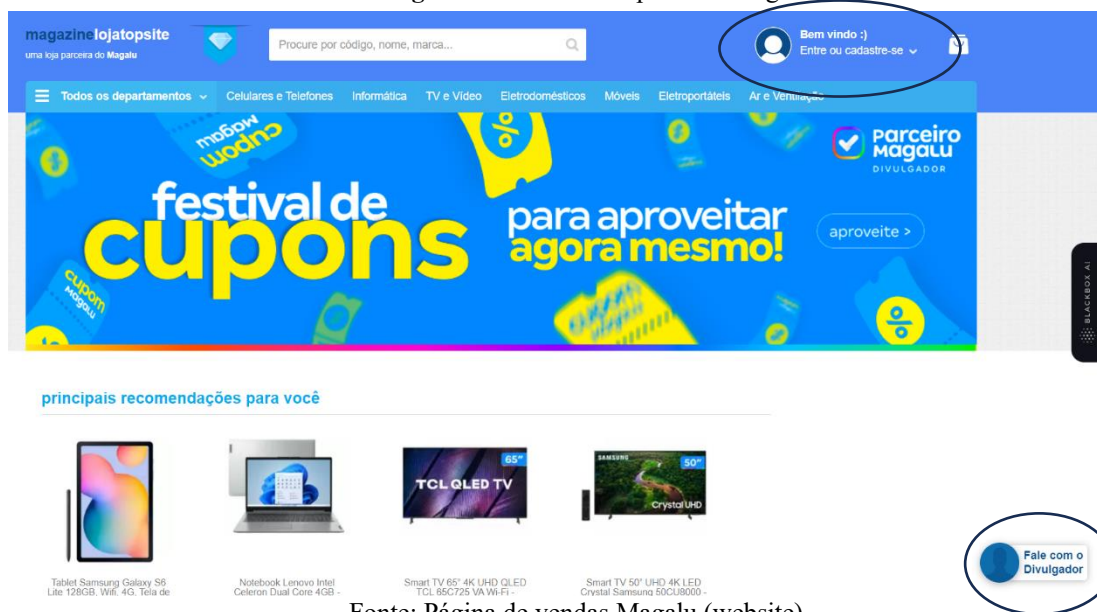 magazinelojatopsite
uma loja parceira do Magalu
Procure por código, nome, marca...
Bem vindo :)
Entre ou cadastre-se
Todos os departamentos
Celulares e Telefones
Informática
TV e Vídeo
Eletrodomésticos
Móveis
Eletroportáteis
Ar e Ventilação
cupom
Magalu
festival de
cupons
para aproveitar
agora mesmo!
Parceiro
Magalu
DIVULGADOR
aproveite >
cupom
Magalu
BLACKBOX AI
principais recomendações para você
65"
TCL QLED TV
SAMSUNG
50"
Crystal UHD
Tablet Samsung Galaxy S6
Lite 128GB, Wifi, 4G, Tela de
Notebook Lenovo Intel
Celeron Dual Core 4GB -
Smart TV 65" 4K UHD QLED
TCL 65C725 VA Wi-Fi -
Smart TV 50" UHD 4K LED
Crystal Samsung 50CU8000 -
Fale com o
Divulgador
Fonte: Página de vendas Magalu (website)